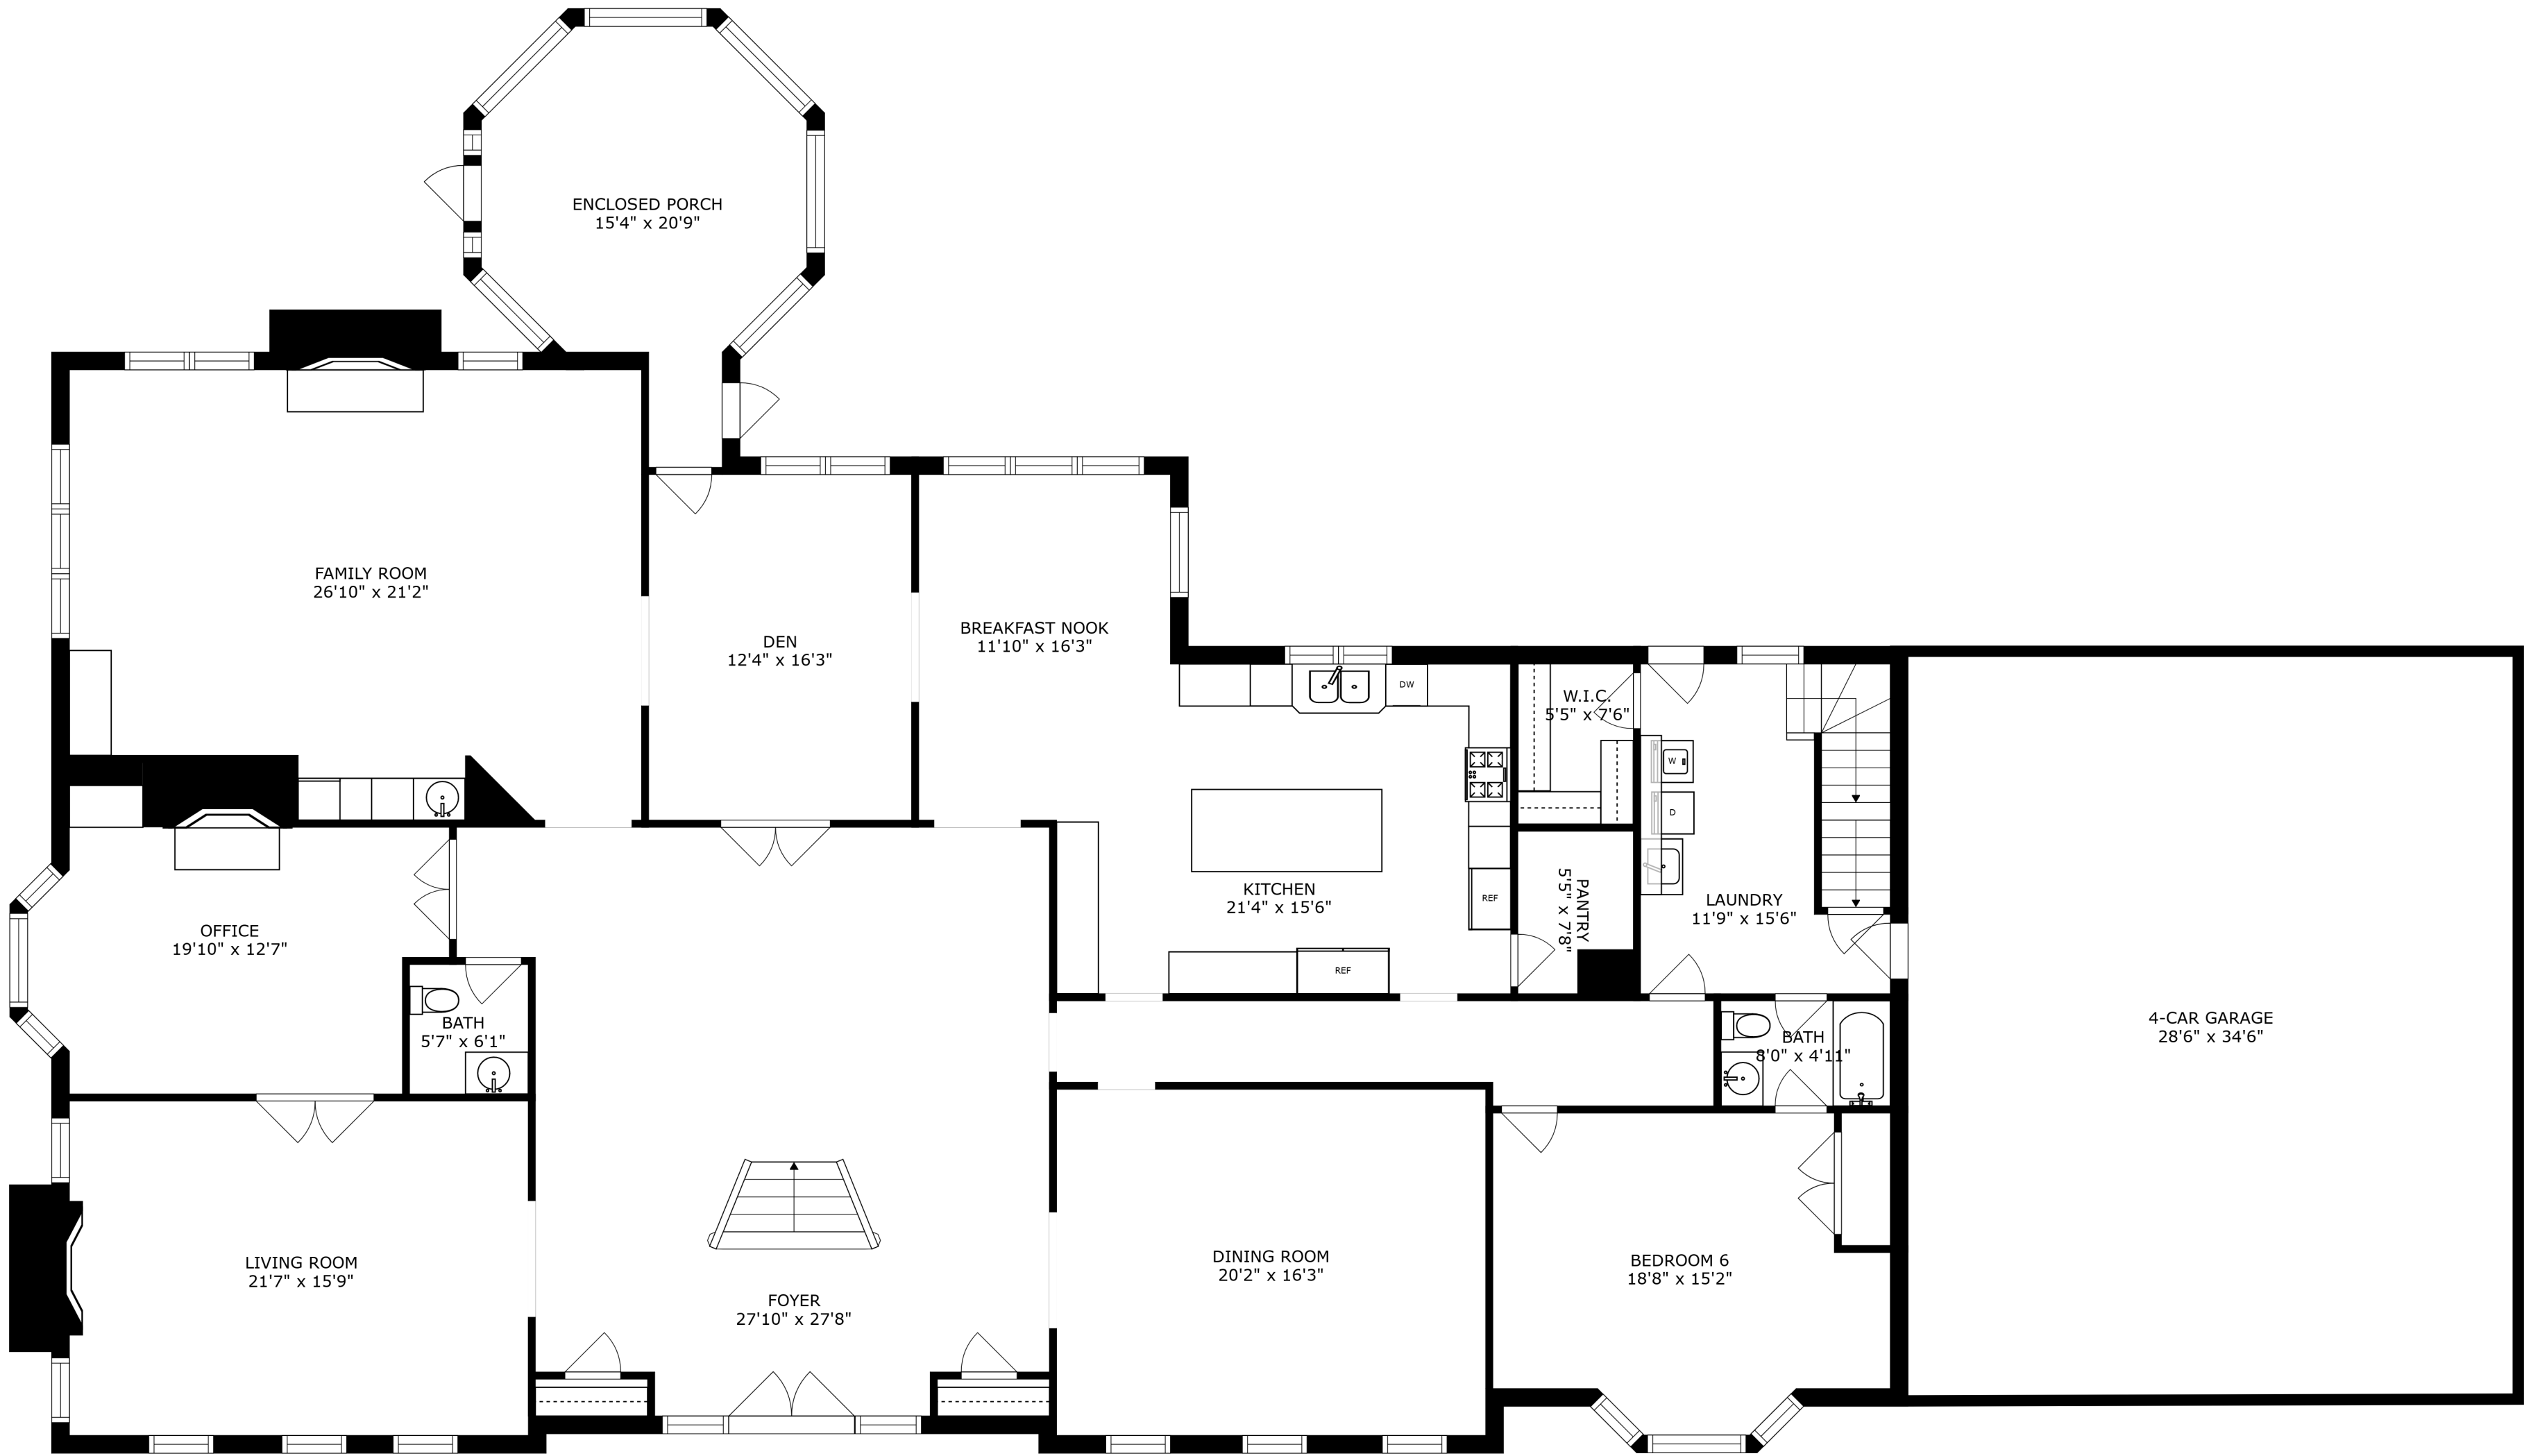 ENCLOSED PORCH
15'4" x 20'9"
FAMILY ROOM
26'10" x 21'2"
DEN
12'4" x 16'3"
BREAKFAST NOOK
11'10" x 16'3"
DW
W.I.C.
5'5" x 7'6"
W
D
KITCHEN
21'4" x 15'6"
REF
REF
PANTRY
5'5" x 7'8"
LAUNDRY
11'9" x 15'6"
OFFICE
19'10" x 12'7"
BATH
5'7" x 6'1"
BATH
8'0" x 4'11"
4-CAR GARAGE
28'6" x 34'6"
LIVING ROOM
21'7" x 15'9"
FOYER
27'10" x 27'8"
DINING ROOM
20'2" x 16'3"
BEDROOM 6
18'8" x 15'2"